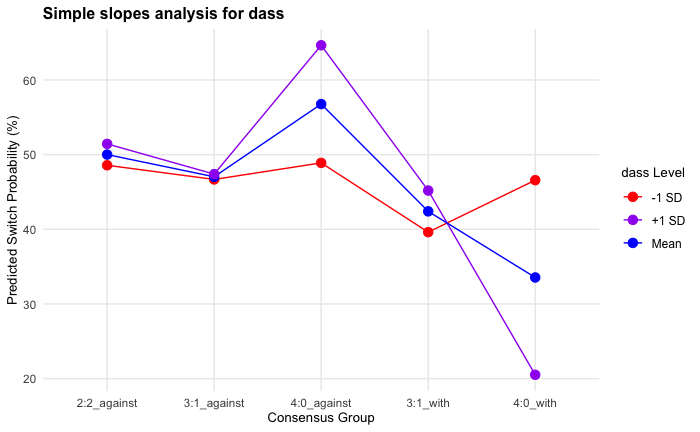 Simple slopes analysis for dass
Predicted Switch Probability (%)
60
50
40
30
20
2:2_against
3:1_against
4:0_against
3:1_with
4:0_with
Consensus Group
dass Level
-1 SD
+1 SD
Mean